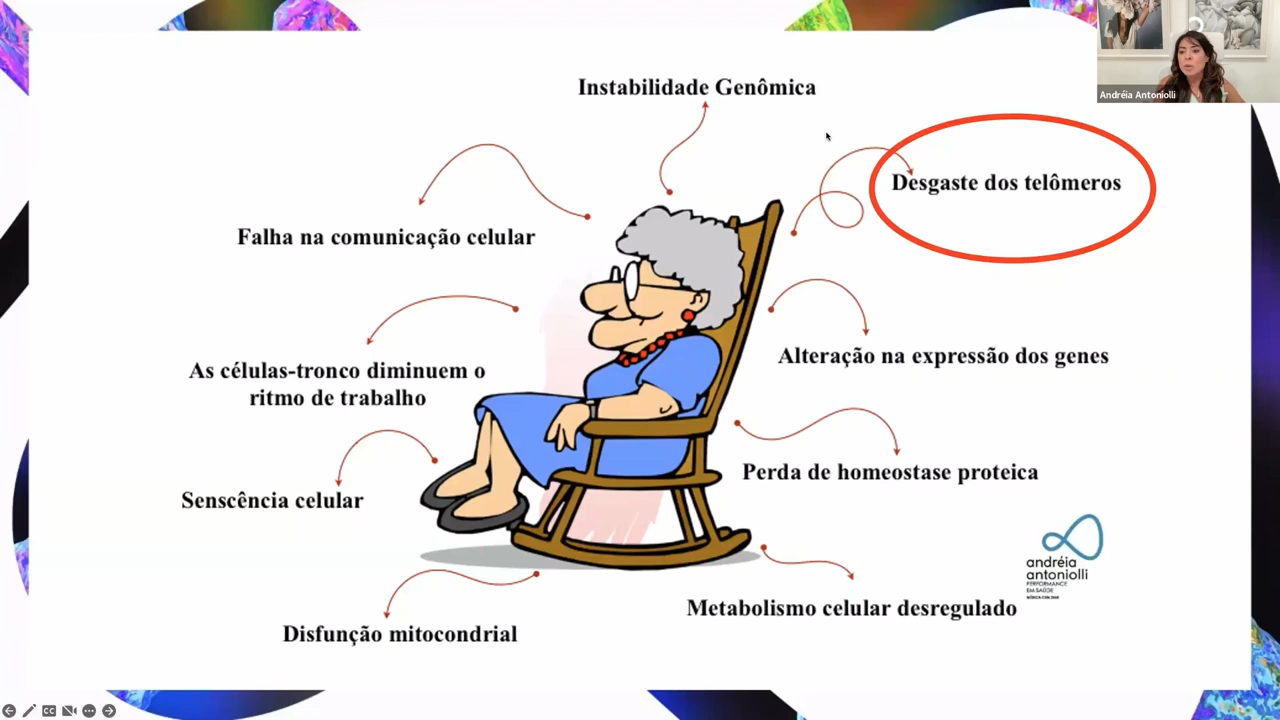 Instabilidade Genômica
Andréia Antoniolli
Desgaste dos telômeros
Falha na comunicação celular
Alteração na expressão dos genes
As células-tronco diminuem o
ritmo de trabalho
Perda de homeostase proteica
Senscência celular
andréia
antoniolli
PERFORMANCE
EM SAÚDE
Metabolismo celular desregulado
Disfunção mitocondrial
CC